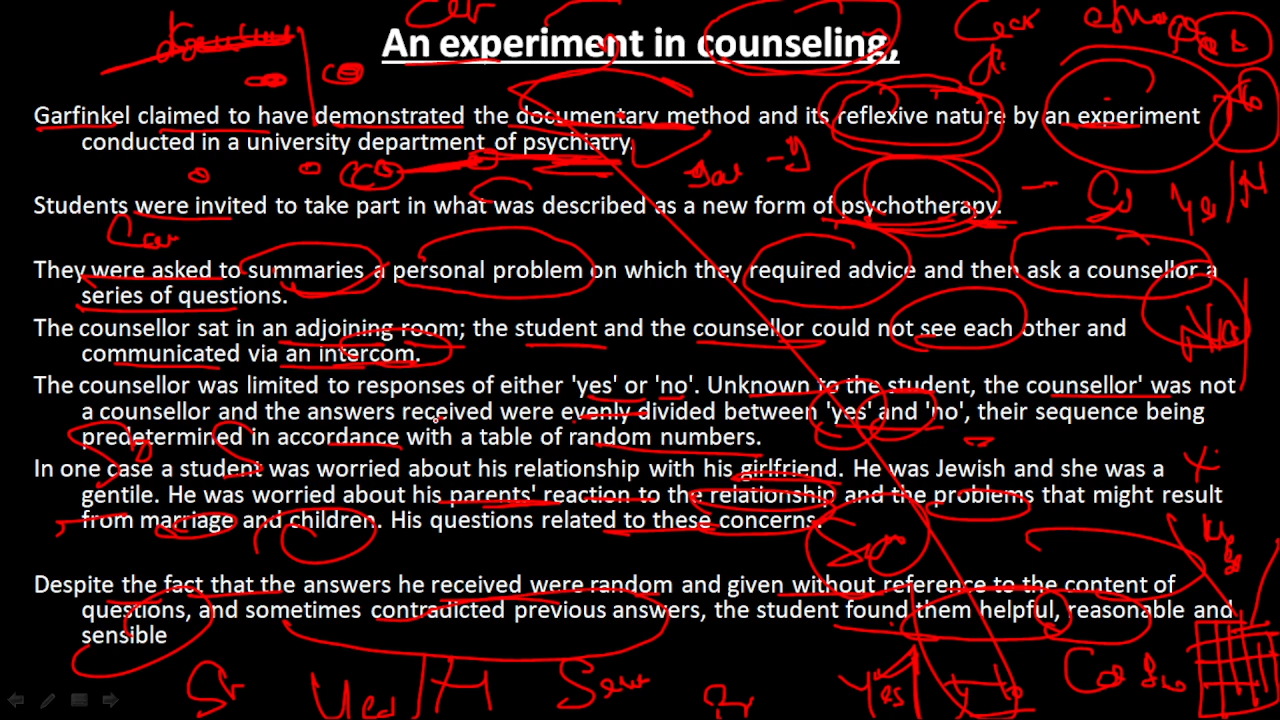 An experiment in counseling,
Garfinkel claimed to have demonstrated the documentary method and its reflexive nature by an experiment
conducted in a university department of psychiatry.
Students were invited to take part in what was described as a new form of psychotherapy.
They were asked to summaries a personal problem on which they required advice and then ask a counsellor a
series of questions.
The counsellor sat in an adjoining room; the student and the counsellor could not see each other and
communicated via an intercom.
The counsellor was limited to responses of either 'yes' or 'no'. Unknown to the student, the counsellor' was not
a counsellor and the answers received were evenly divided between 'yes' and 'no', their sequence being
predetermined in accordance with a table of random numbers.
In one case a student was worried about his relationship with his girlfriend. He was Jewish and she was a
gentile. He was worried about his parents' reaction to the relationship and the problems that might result
from marriage and children. His questions related to these concerns.
Despite the fact that the answers he received were random and given without reference to the content of
questions, and sometimes contradicted previous answers, the student found them helpful, reasonable and
sensible
Yes